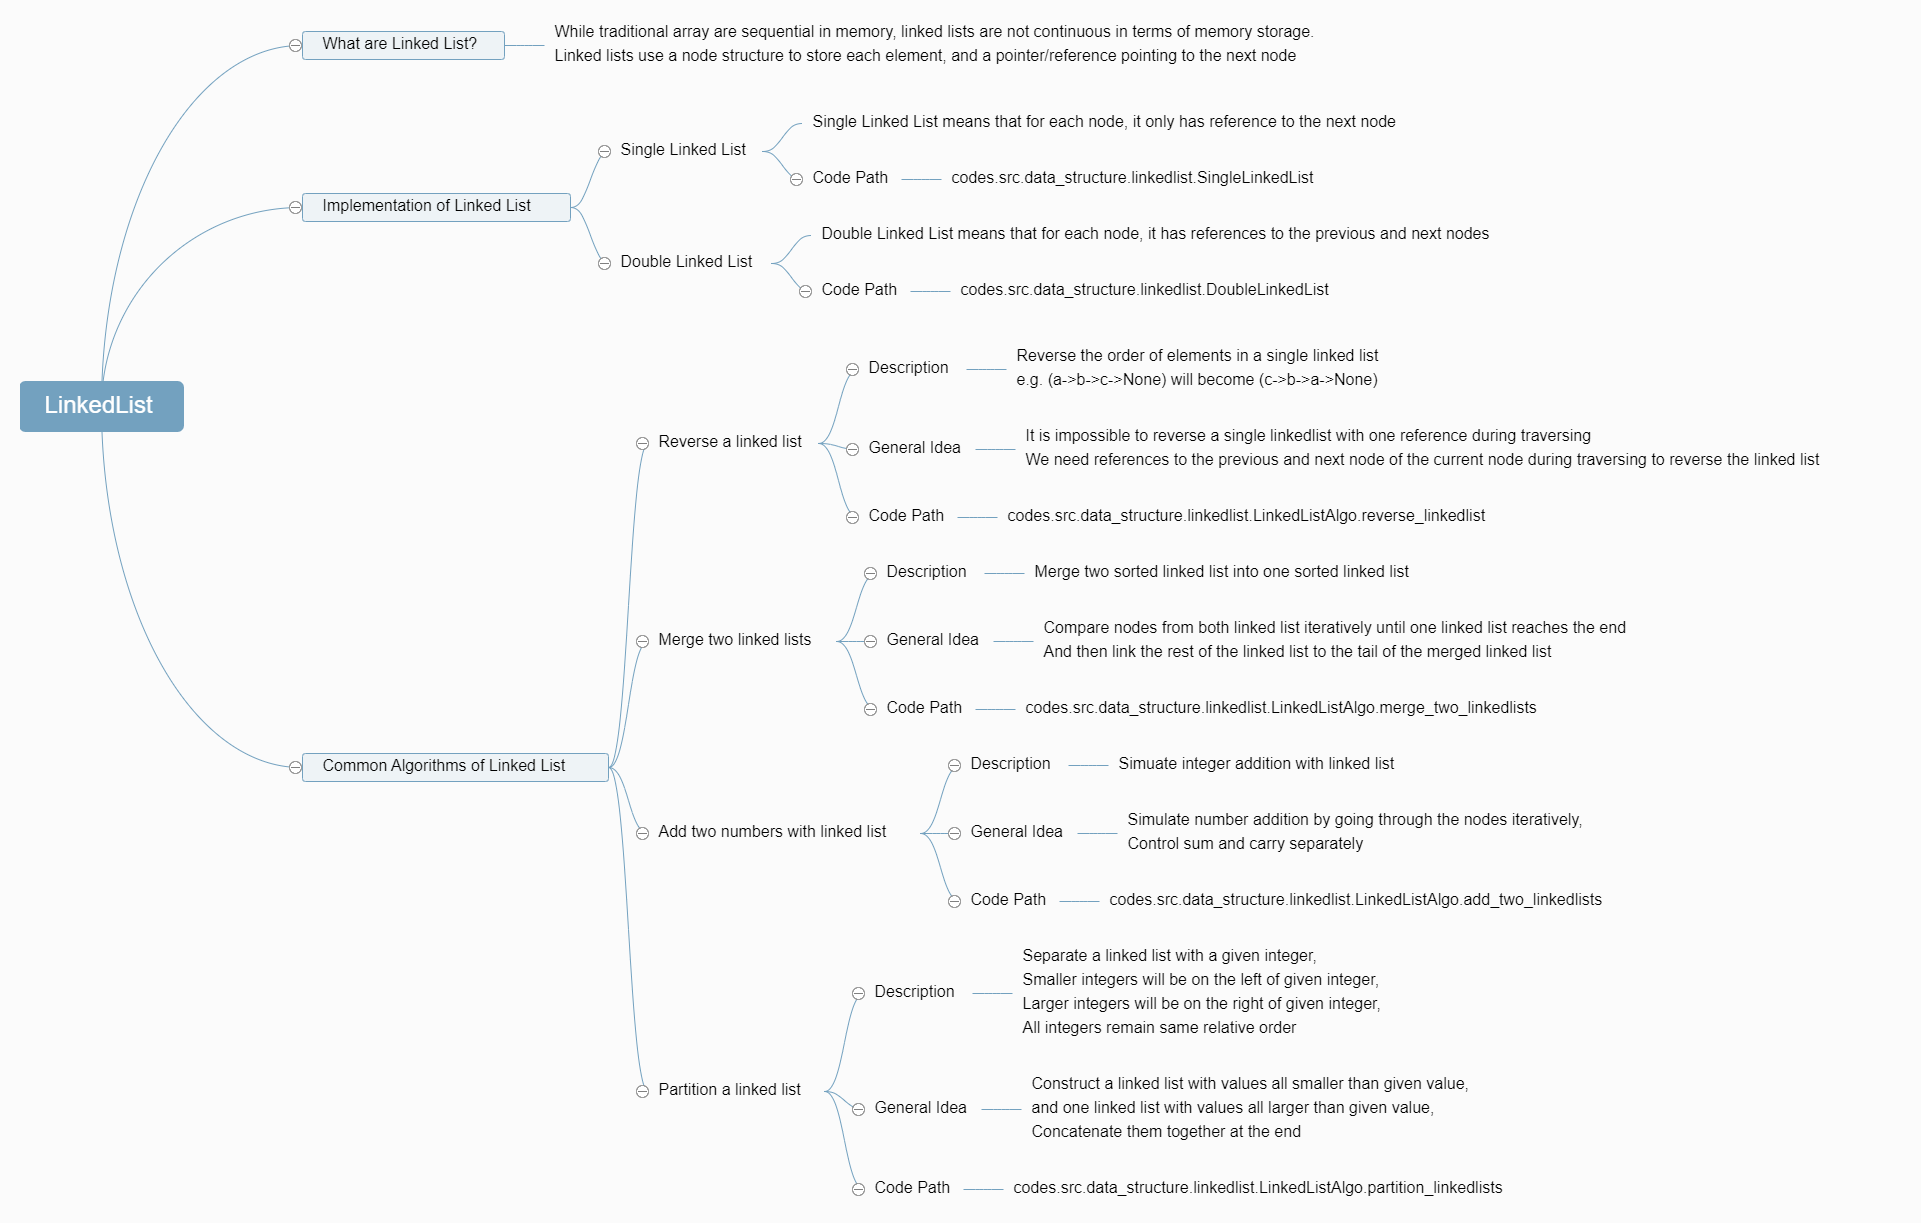 What are Linked List?
While traditional array are sequential in memory, linked lists are not continuous in terms of memory storage.
Linked lists use a node structure to store each element, and a pointer/reference pointing to the next node
Implementation of Linked List
Single Linked List
Single Linked List means that for each node, it only has reference to the next node
Code Path
codes.src.data_structure.linkedlist.SingleLinkedList
Double Linked List
Double Linked List means that for each node, it has references to the previous and next nodes
Code Path
codes.src.data_structure.linkedlist.DoubleLinkedList
LinkedList
Common Algorithms of Linked List
Reverse a linked list
Description
Reverse the order of elements in a single linked list
e.g. (a->b->c->None) will become (c->b->a->None)
General Idea
It is impossible to reverse a single linkedlist with one reference during traversing
We need references to the previous and next node of the current node during traversing to reverse the linked list
Code Path
codes.src.data_structure.linkedlist.LinkedListAlgo.reverse_linkedlist
Merge two linked lists
Description
Merge two sorted linked list into one sorted linked list
General Idea
Compare nodes from both linked list iteratively until one linked list reaches the end
And then link the rest of the linked list to the tail of the merged linked list
Code Path
codes.src.data_structure.linkedlist.LinkedListAlgo.merge_two_linkedlists
Add two numbers with linked list
Description
Simuate integer addition with linked list
General Idea
Simulate number addition by going through the nodes iteratively,
Control sum and carry separately
Code Path
codes.src.data_structure.linkedlist.LinkedListAlgo.add_two_linkedlists
Partition a linked list
Description
Separate a linked list with a given integer,
Smaller integers will be on the left of given integer,
Larger integers will be on the right of given integer,
All integers remain same relative order
General Idea
Construct a linked list with values all smaller than given value,
and one linked list with values all larger than given value,
Concatenate them together at the end
Code Path
codes.src.data_structure.linkedlist.LinkedListAlgo.partition_linkedlists